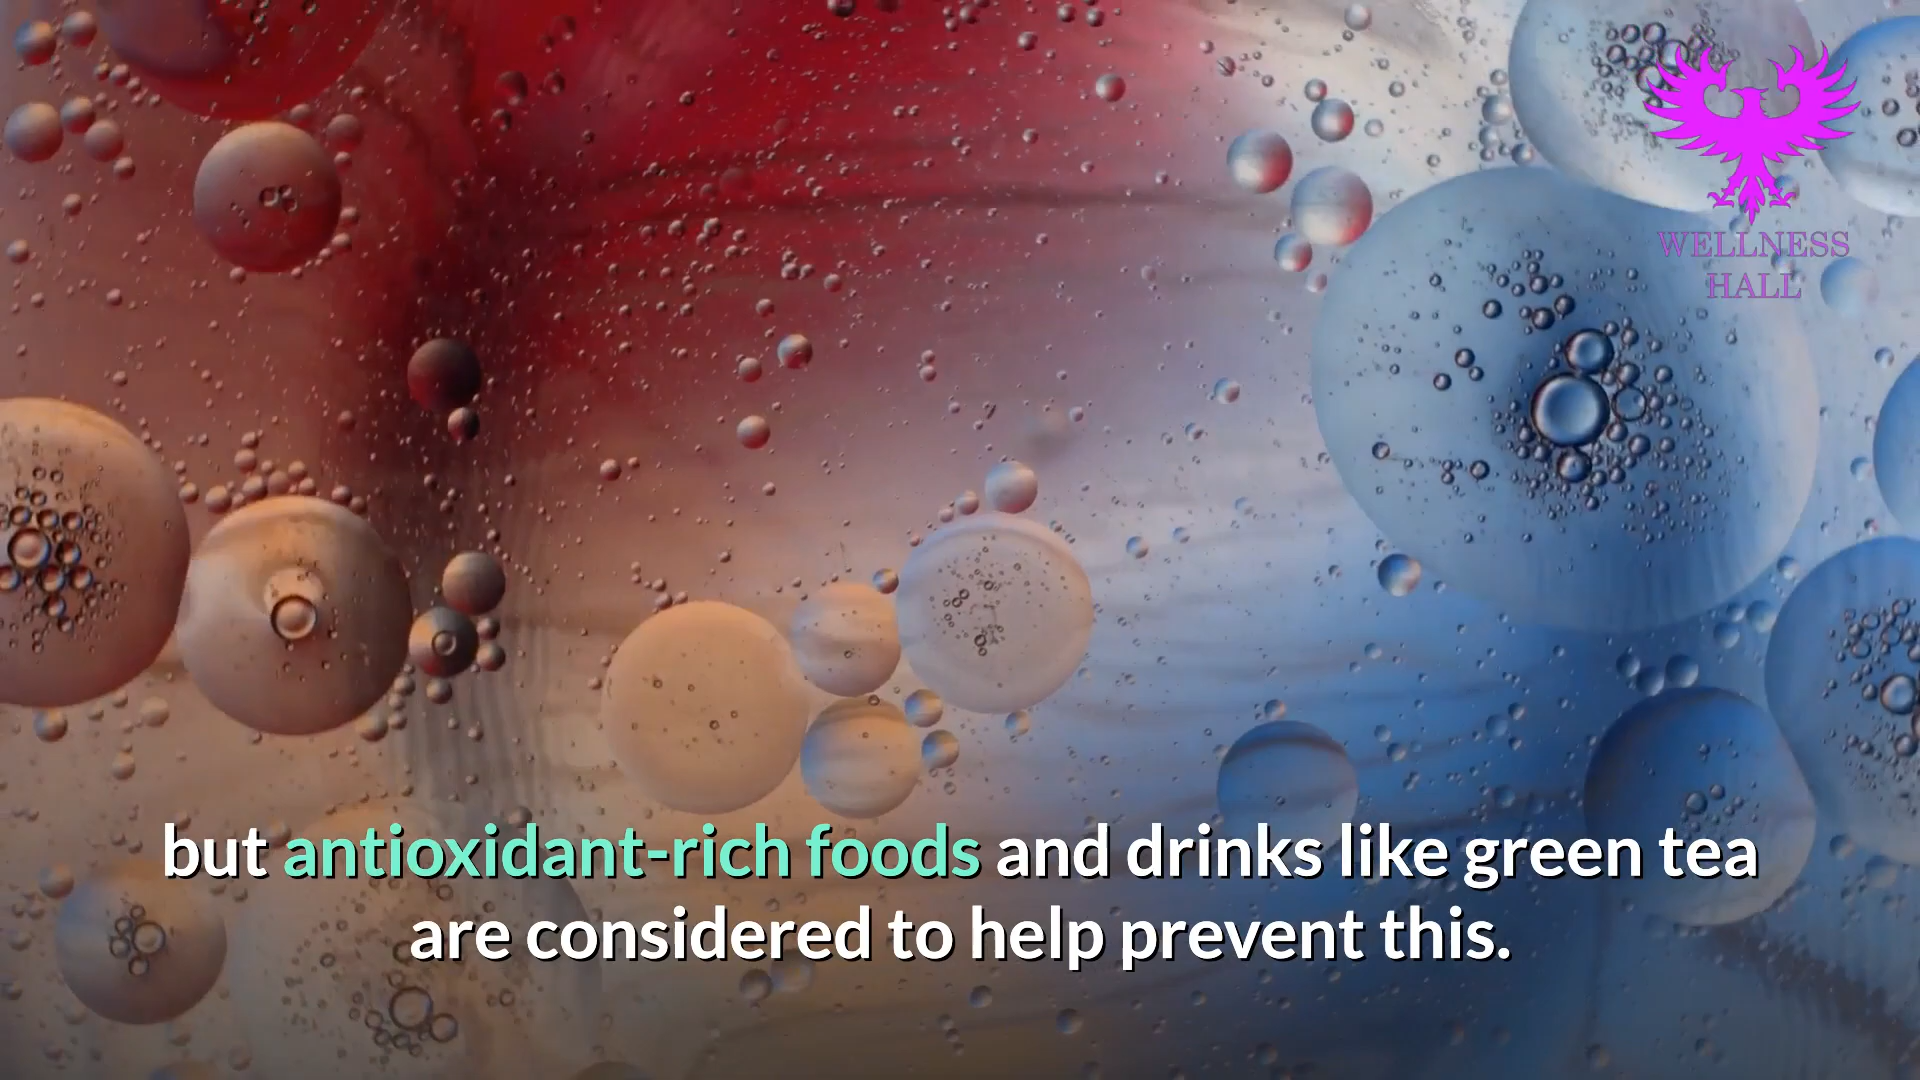 WELLNESS
HALL
but antioxidant-rich foods and drinks like green tea
are considered to help prevent this.